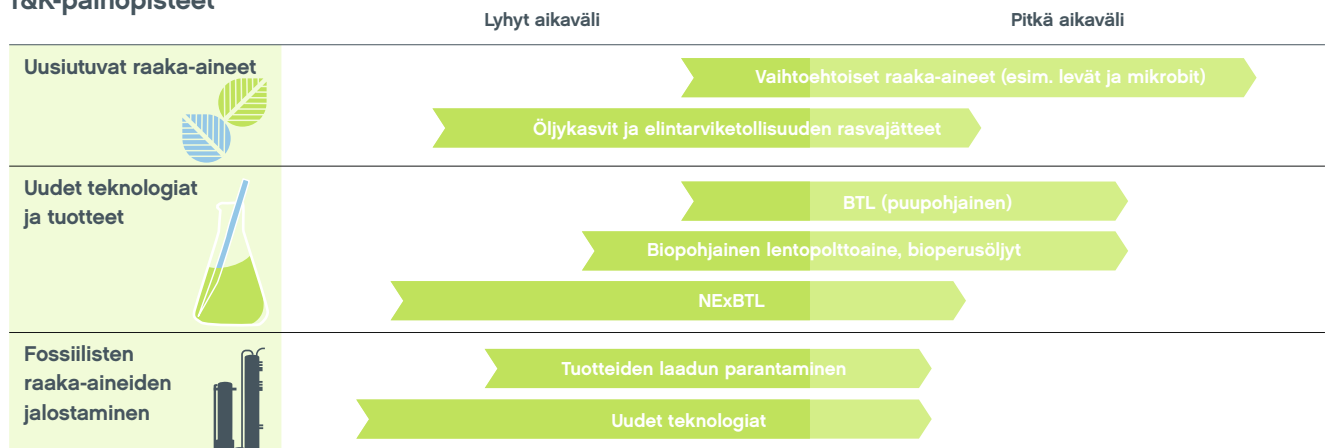 T&K-painopisteet
Lyhyt aikaväli
Pitkä aikaväli
Uusiutuvat raaka-aineet
Vaihtoehtoiset raaka-aineet (esim. levät ja mikrobit)
Öljykasvit ja elintarviketollisuuden rasvajätteet
Uudet teknologiat
ja tuotteet
BTL (puupohjainen)
Biopohjainen lentopolttoaine, bioperusöljyt
NExBTL
Fossiilisten
raaka-aineiden
jalostaminen
Tuotteiden laadun parantaminen
Uudet teknologiat